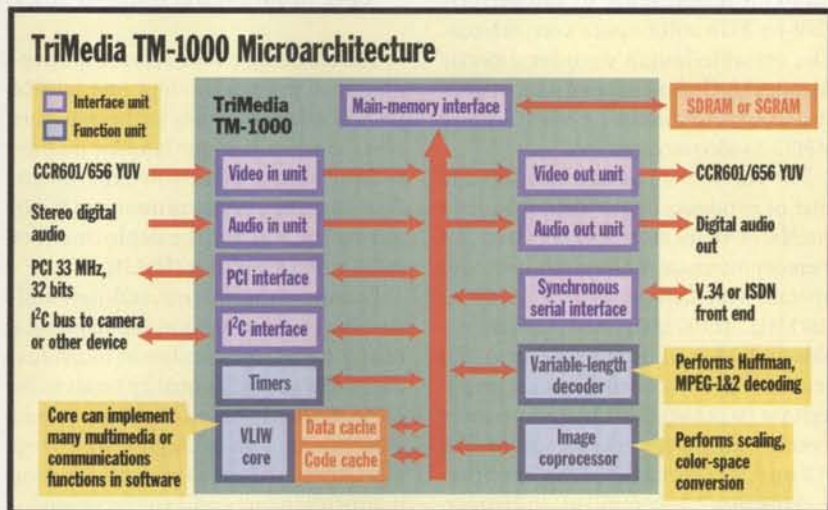 TriMedia TM-1000 Microarchitecture
Interface unit
Function unit
TriMedia
TM-1000
Main-memory interface
SDRAM or SGRAM
CCR601/656 YUV
Video in unit
Video out unit
CCR601/656 YUV
Stereo digital
audio
Audio in unit
Audio out unit
Digital audio
out
PCI 33 MHz,
32 bits
PCI interface
Synchronous
serial interface
V.34 or ISDN
front end
I²C bus to camera
or other device
I²C interface
Timers
Variable-length
decoder
Performs Huffman,
MPEG-1&2 decoding
Core can implement
many multimedia or
communications
functions in software
VLIW
core
Data cache
Code cache
Image
coprocessor
Performs scaling,
color-space
conversion